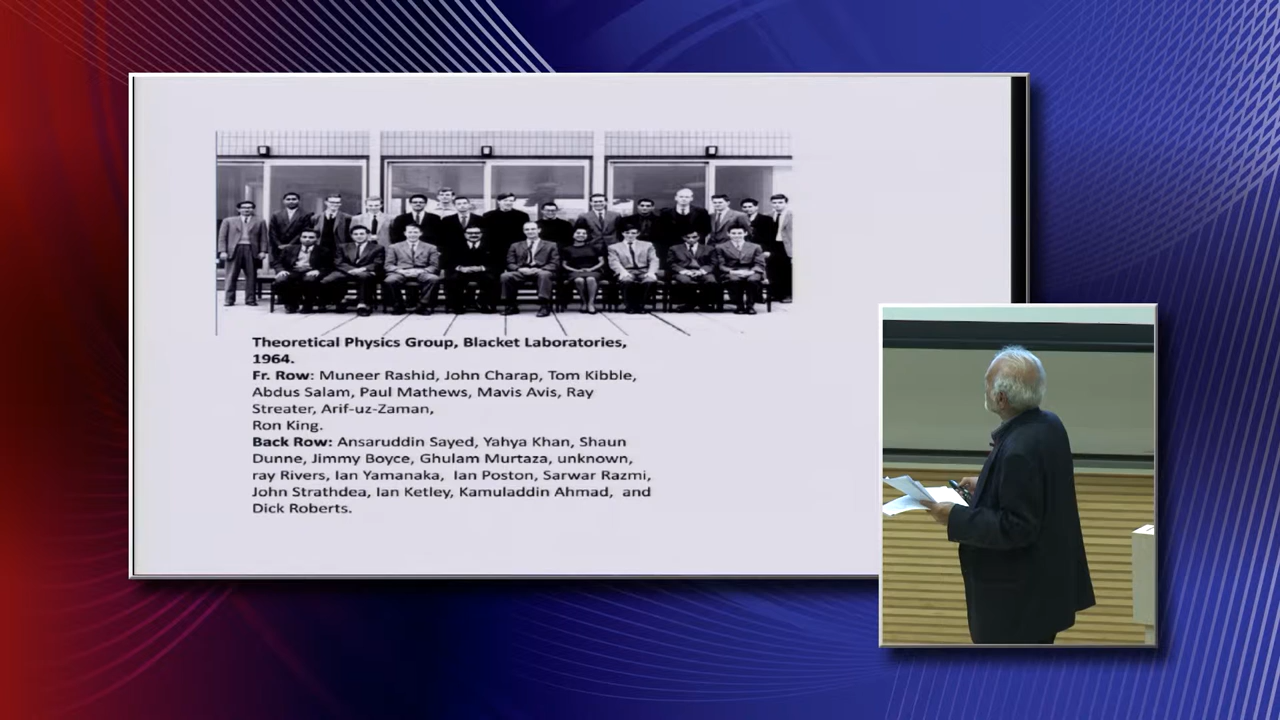 Theoretical Physics Group, Blacket Laboratories,
1964.
Fr. Row: Muneer Rashid, John Charap, Tom Kibble,
Abdus Salam, Paul Mathews, Mavis Avis, Ray
Streater, Arif-uz-Zaman,
Ron King.
Back Row: Ansaruddin Sayed, Yahya Khan, Shaun
Dunne, Jimmy Boyce, Ghulam Murtaza, unknown,
ray Rivers, Ian Yamanaka,  Ian Poston, Sarwar Razmi,
John Strathdea, Ian Ketley, Kamuladdin Ahmad,  and
Dick Roberts.